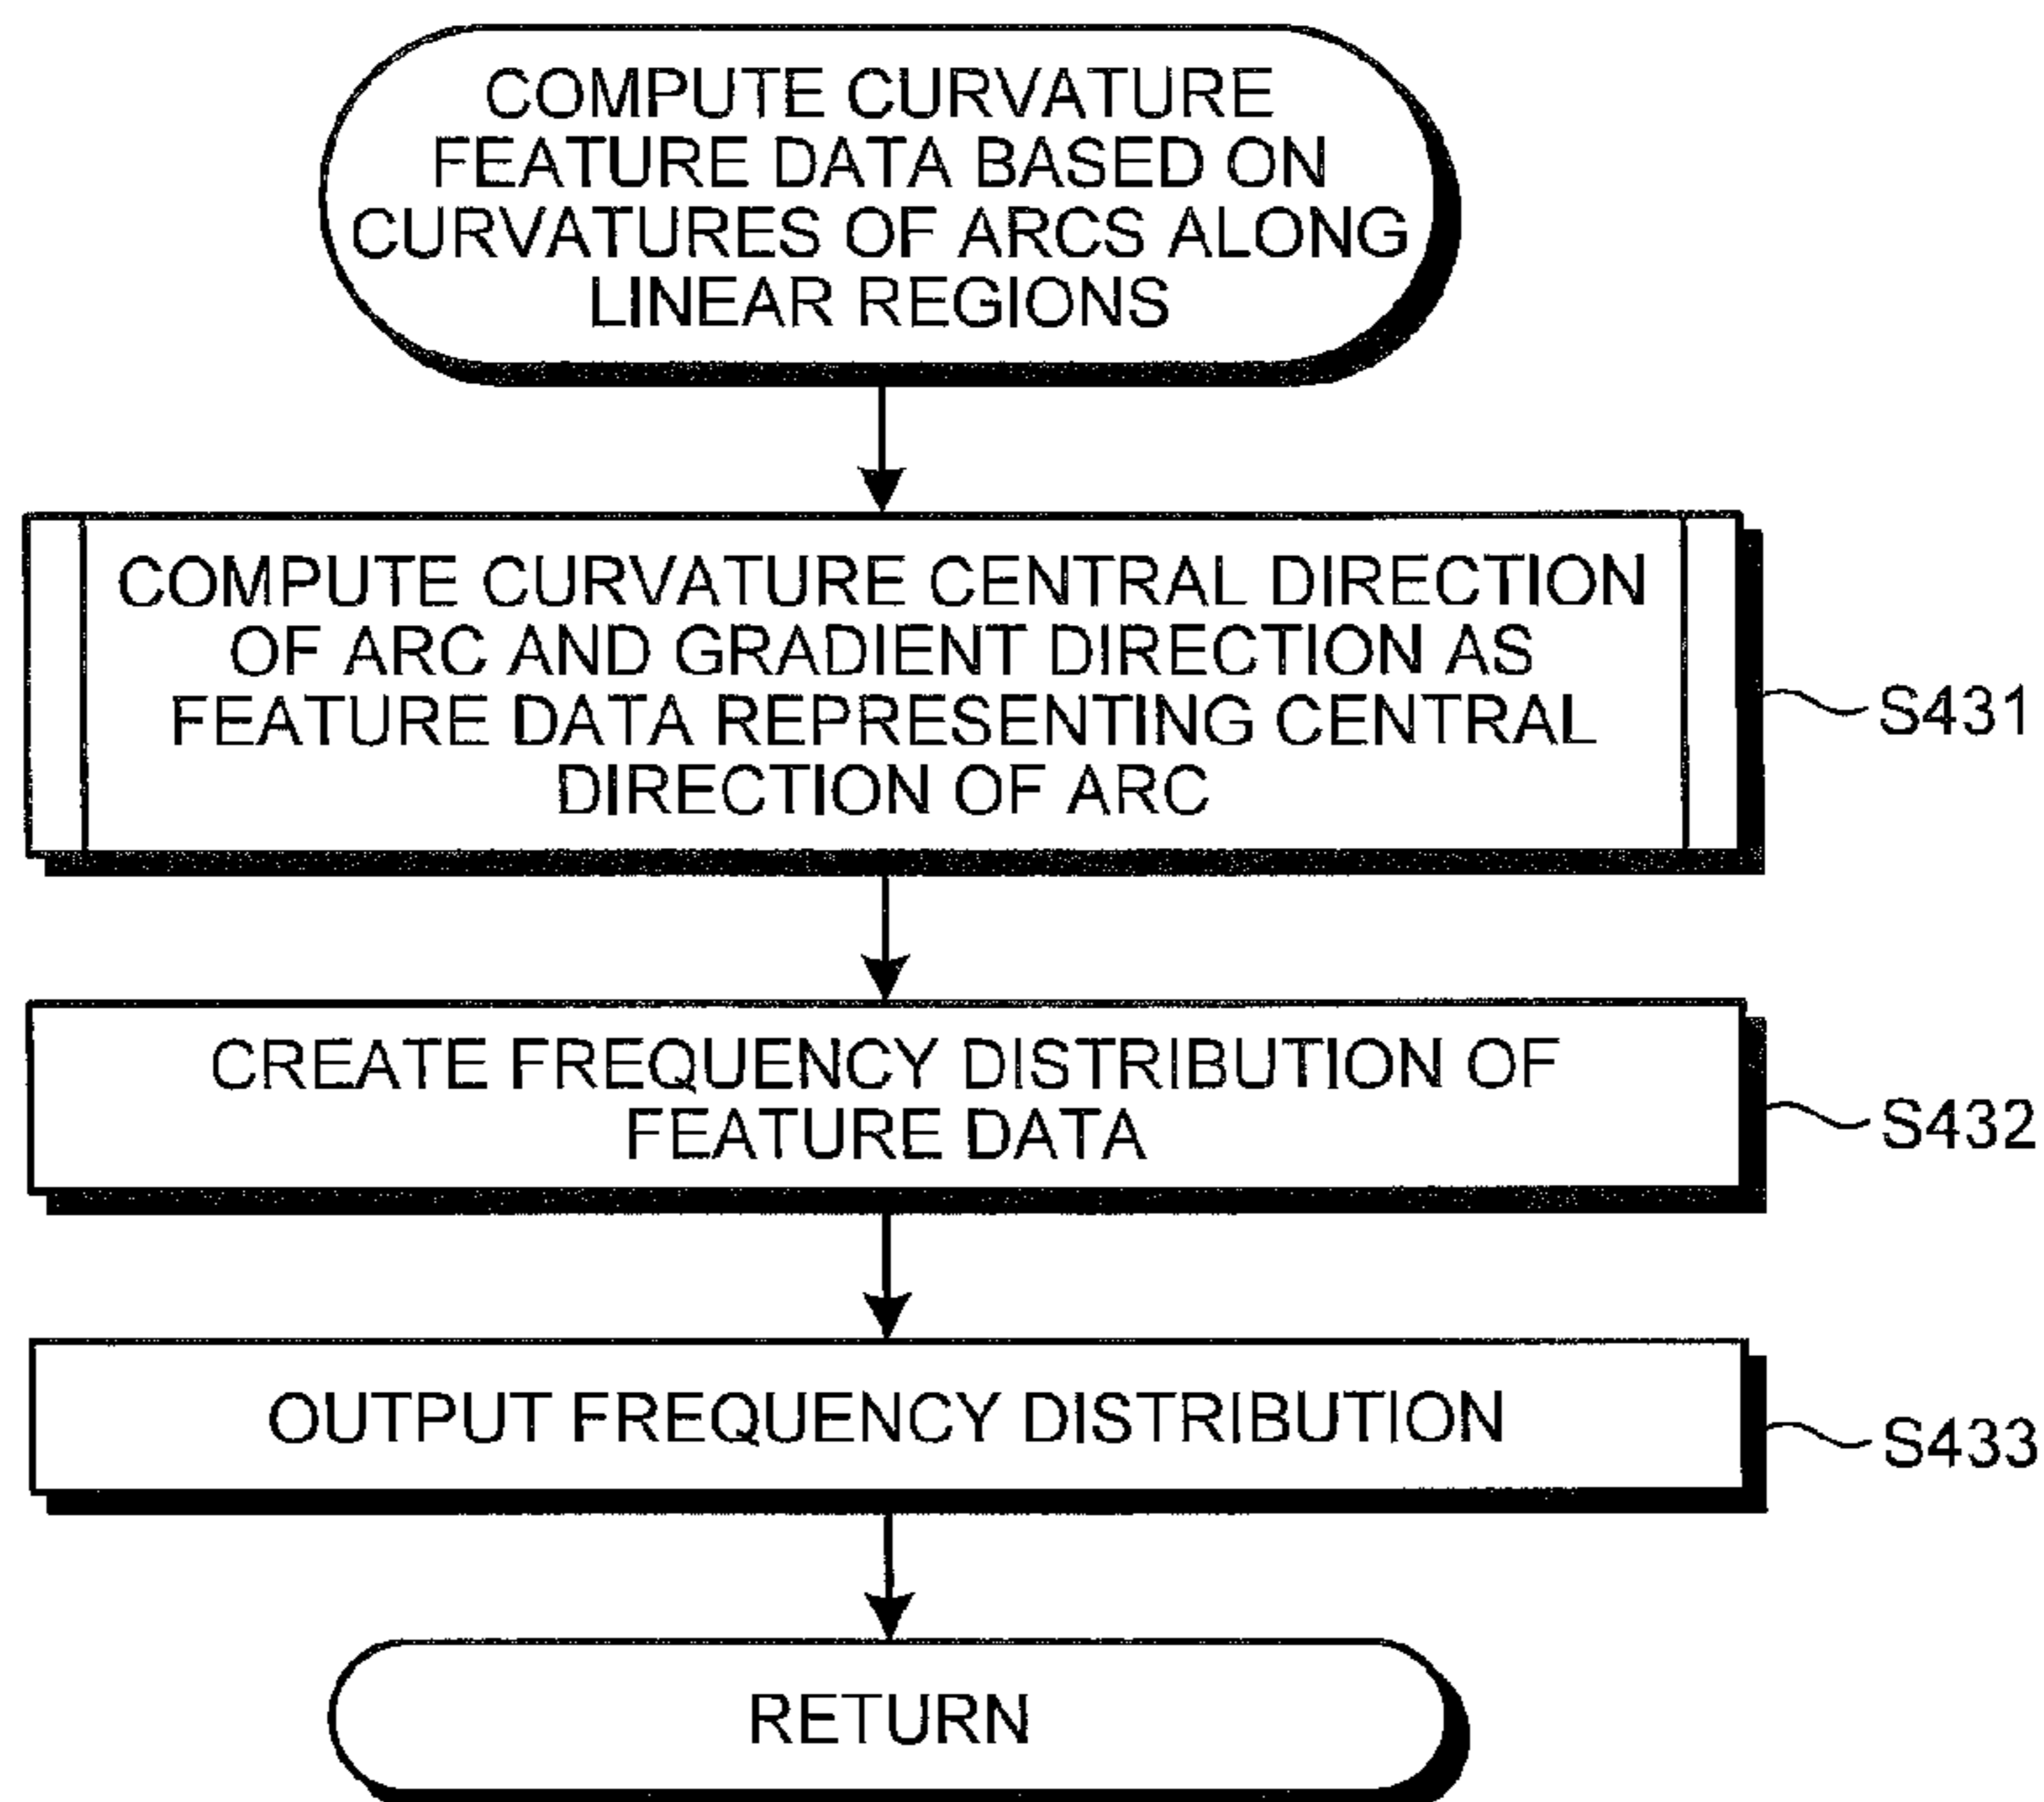 COMPUTE CURVATURE
FEATURE DATA BASED ON
CURVATURES OF ARCS ALONG
LINEAR REGIONS
COMPUTE CURVATURE CENTRAL DIRECTION
OF ARC AND GRADIENT DIRECTION AS
FEATURE DATA REPRESENTING CENTRAL
DIRECTION OF ARC
S431
CREATE FREQUENCY DISTRIBUTION OF
FEATURE DATA
S432
OUTPUT FREQUENCY DISTRIBUTION
S433
RETURN